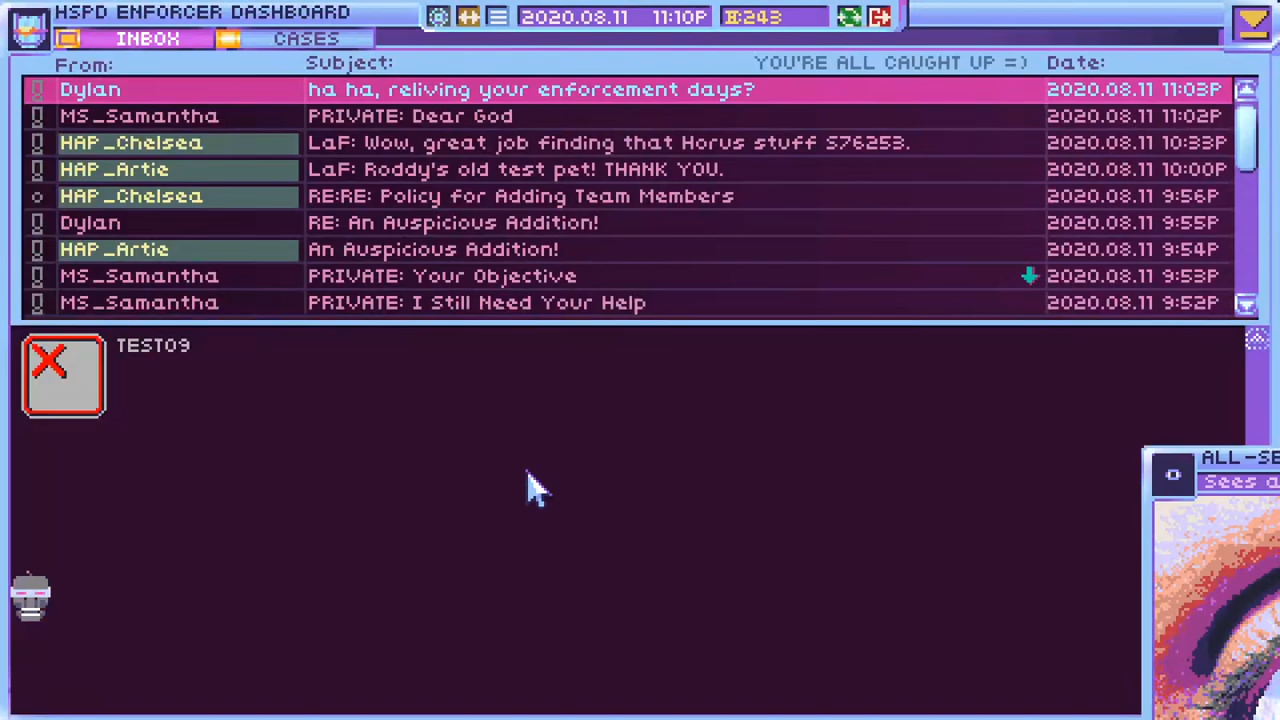 HSPD ENFORCER DASHBOARD
2020.08.11 11:10P
243
INBOX
CASES
From: Subject: YOU'RE ALL CAUGHT UP =) Date:
Dylan ha ha, reliving your enforcement days? 2020.08.11 11:03P
MS_Samantha PRIVATE: Dear God 2020.08.11 11:02P
HAP_Chelsea LaF: Wow, great job finding that Horus stuff S76253. 2020.08.11 10:33P
HAP_Artie LaF: Roddy's old test pet! THANK YOU. 2020.08.11 10:00P
HAP_Chelsea RE:RE: Policy for Adding Team Members 2020.08.11 9:56P
Dylan RE: An Auspicious Addition! 2020.08.11 9:55P
HAP_Artie An Auspicious Addition! 2020.08.11 9:54P
MS_Samantha PRIVATE: Your Objective 2020.08.11 9:53P
MS_Samantha PRIVATE: I Still Need Your Help 2020.08.11 9:52P
TEST09
ALL-SE
Sees a